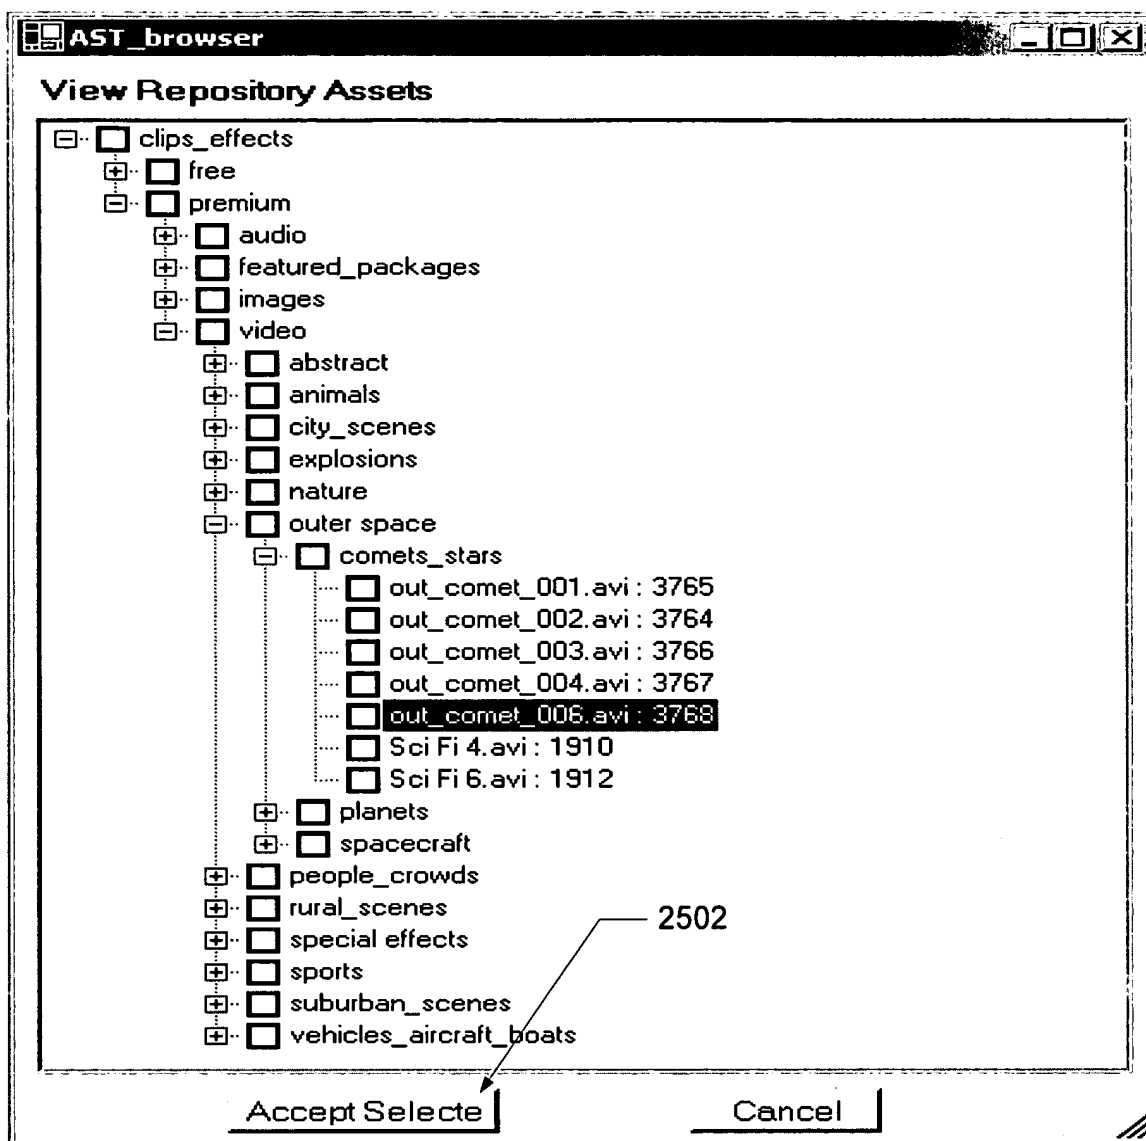 AST_browser
View Repository Assets
clips_effects
free
premium
audio
featured_packages
images
video
abstract
animals
city_scenes
explosions
nature
outer space
comets_stars
out_comet_001.avi : 3765
out_comet_002.avi : 3764
out_comet_003.avi : 3766
out_comet_004.avi : 3767
out_comet_006.avi : 3768
Sci Fi 4.avi : 1910
Sci Fi 6.avi : 1912
planets
spacecraft
people_crowds
rural_scenes
2502
special effects
sports
suburban_scenes
vehicles_aircraft_boats
Accept Selecte Cancel